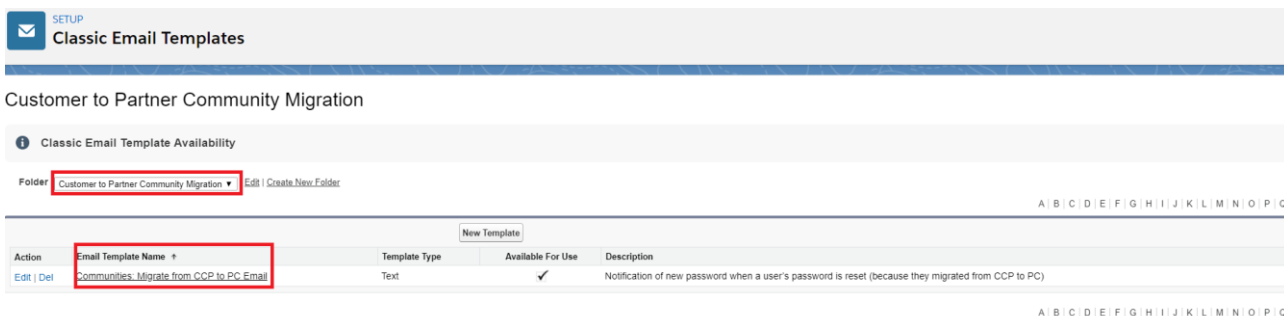 SETUP
Classic Email Templates
Customer to Partner Community Migration
Classic Email Template Availability
Folder Customer to Partner Community Migration ▼ Edit | Create New Folder
A | B | C | D | E | F | G | H | I | J | K | L | M | N | O | P | Q
New Template
Action Email Template Name ↑ Template Type Available For Use Description
Edit | Del Communities: Migrate from CCP to PC Email Text ✓ Notification of new password when a user's password is reset (because they migrated from CCP to PC)
A | B | C | D | E | F | G | H | I | J | K | L | M | N | O | P | Q